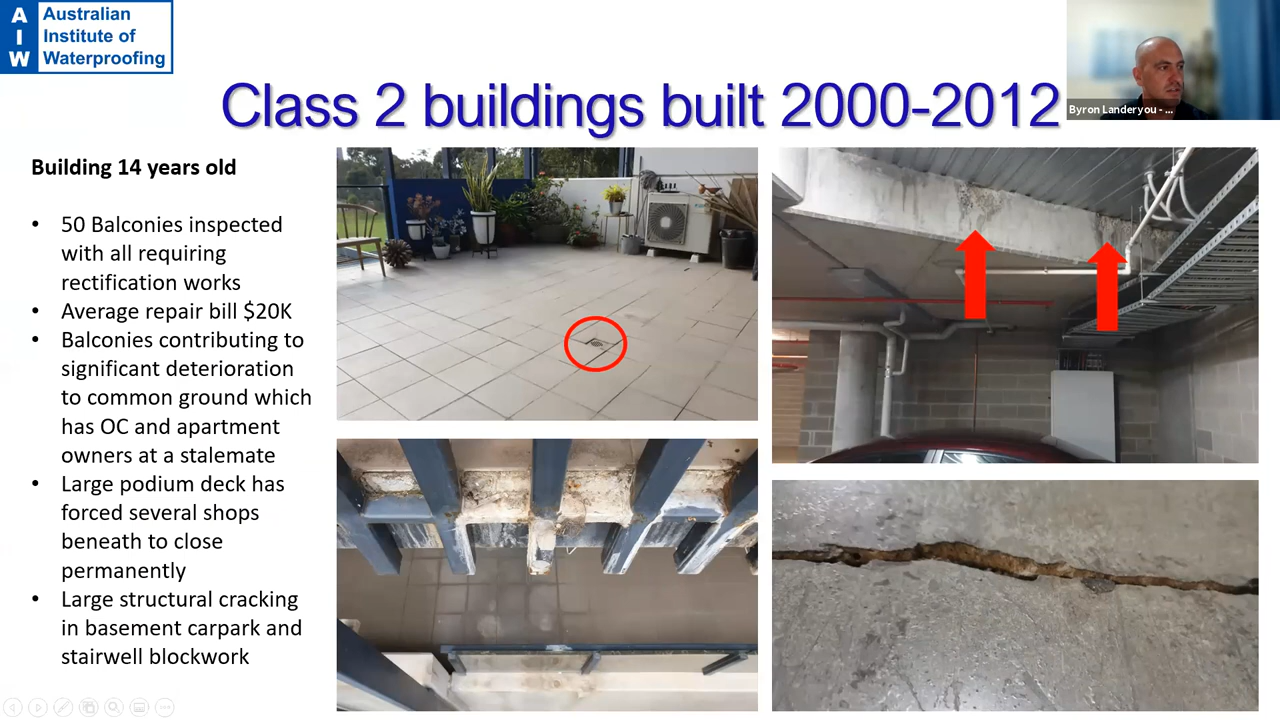 A Australian
I Institute of
W Waterproofing
Byron Landeryou - ...
Class 2 buildings built 2000-2012
Building 14 years old
• 50 Balconies inspected
with all requiring
rectification works
• Average repair bill $20K
• Balconies contributing to
significant deterioration
to common ground which
has OC and apartment
owners at a stalemate
• Large podium deck has
forced several shops
beneath to close
permanently
• Large structural cracking
in basement carpark and
stairwell blockwork